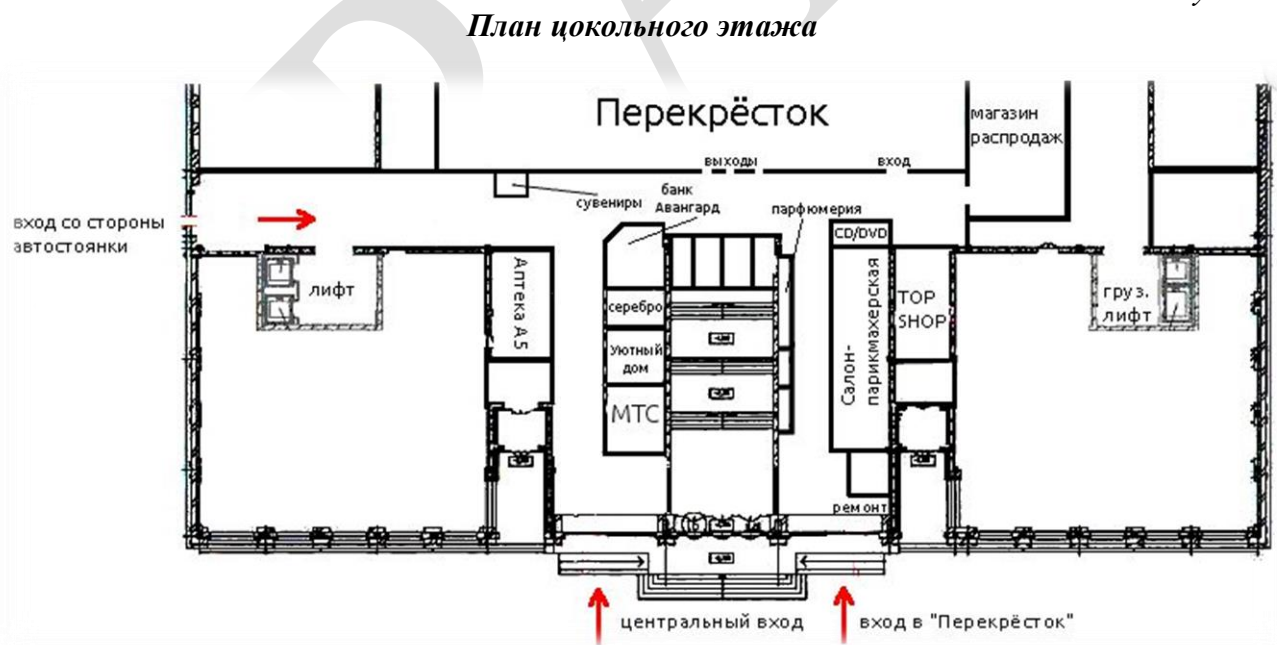 План цокольного этажа
Перекрёсток
магазин
распродаж
выходы
вход
сувениры
банк
Авангард
парфюмерия
вход со стороны
автостоянки
CD/DVD
лифт
Аптека А5
серебро
Уютный
дом
МТС
Салон-
парикмахерская
TOP
SHOP
груз.
лифт
ремонт
центральный вход
вход в "Перекрёсток"